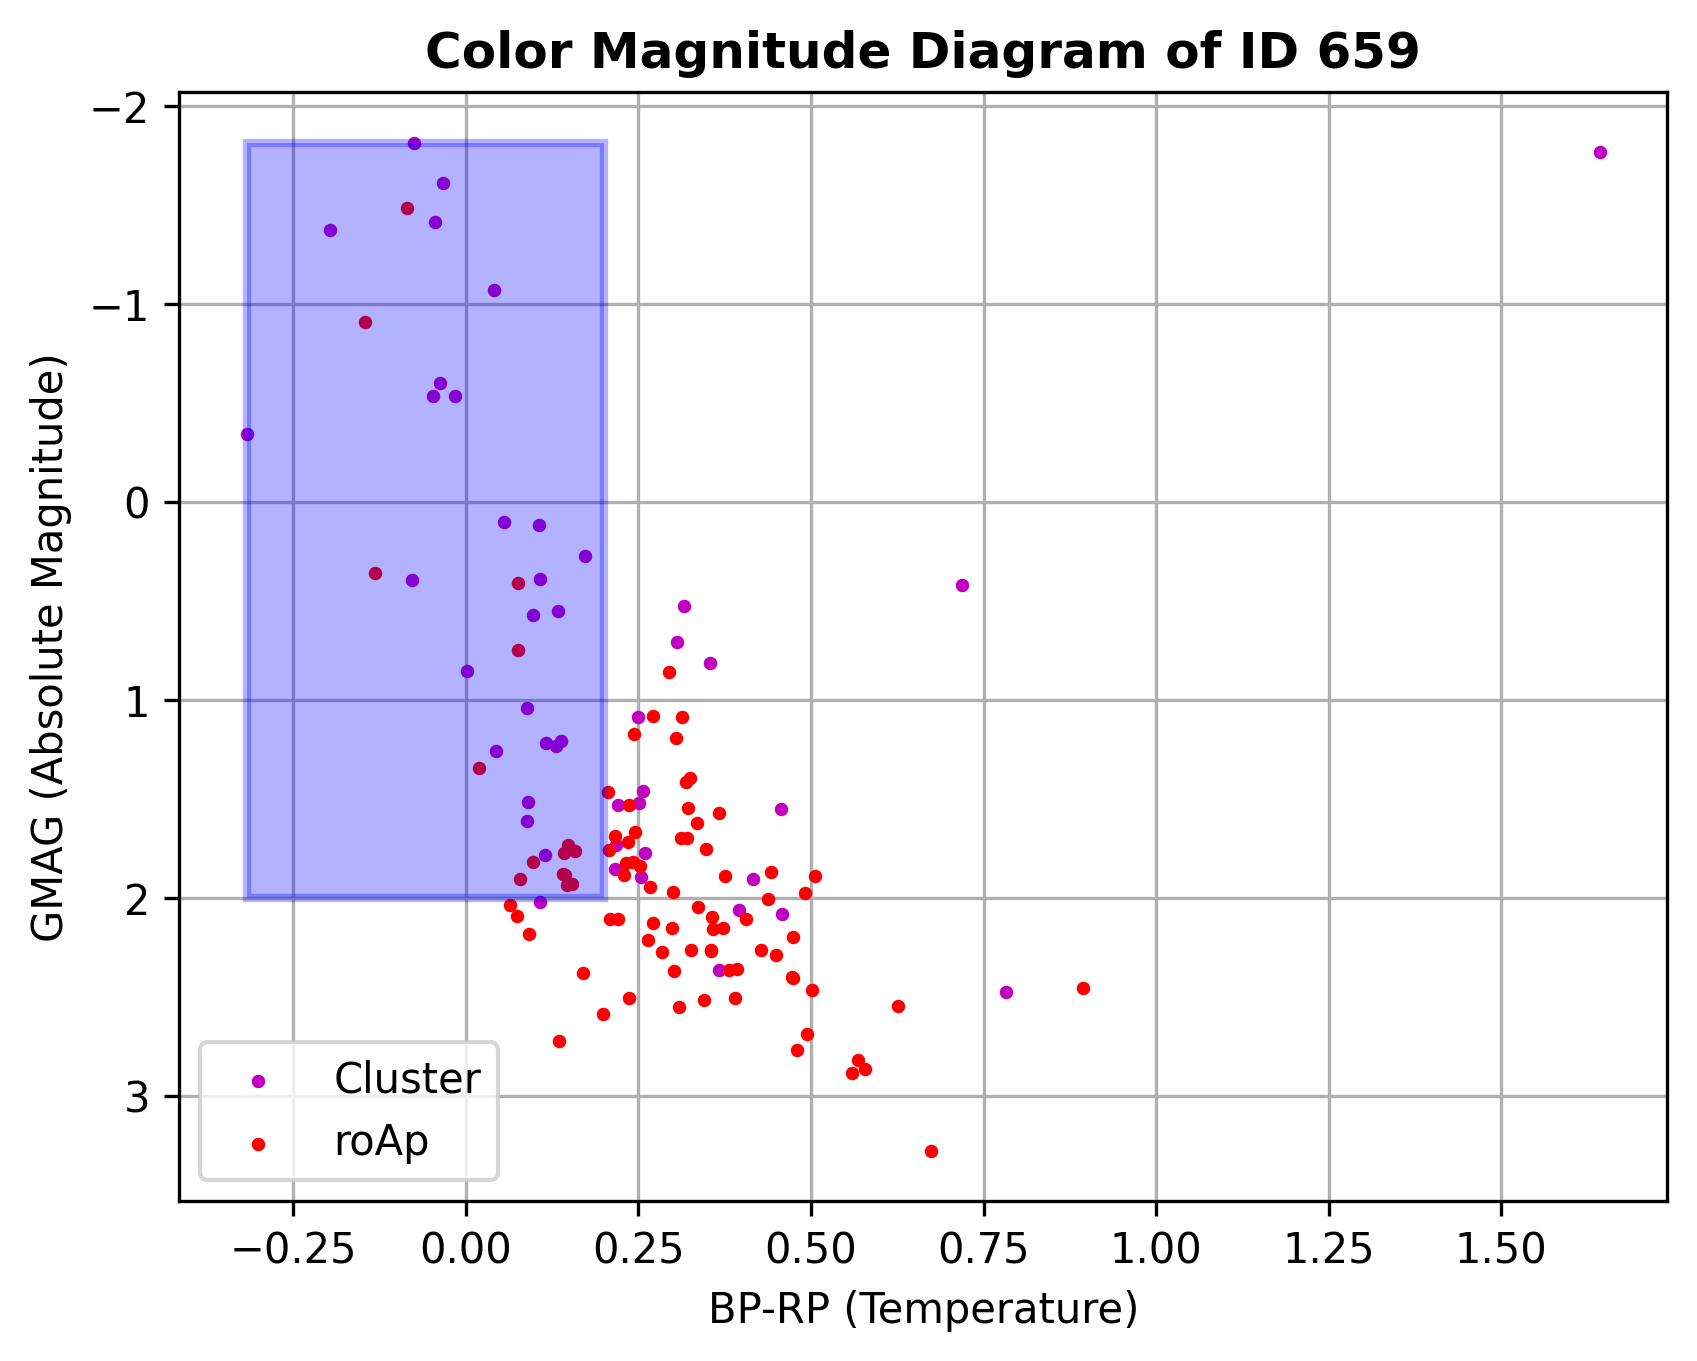 Color Magnitude Diagram of ID 659
GMAG (Absolute Magnitude)
−2
−1
0
1
2
3
Cluster
roAp
−0.25 0.00 0.25 0.50 0.75 1.00 1.25 1.50
BP-RP (Temperature)